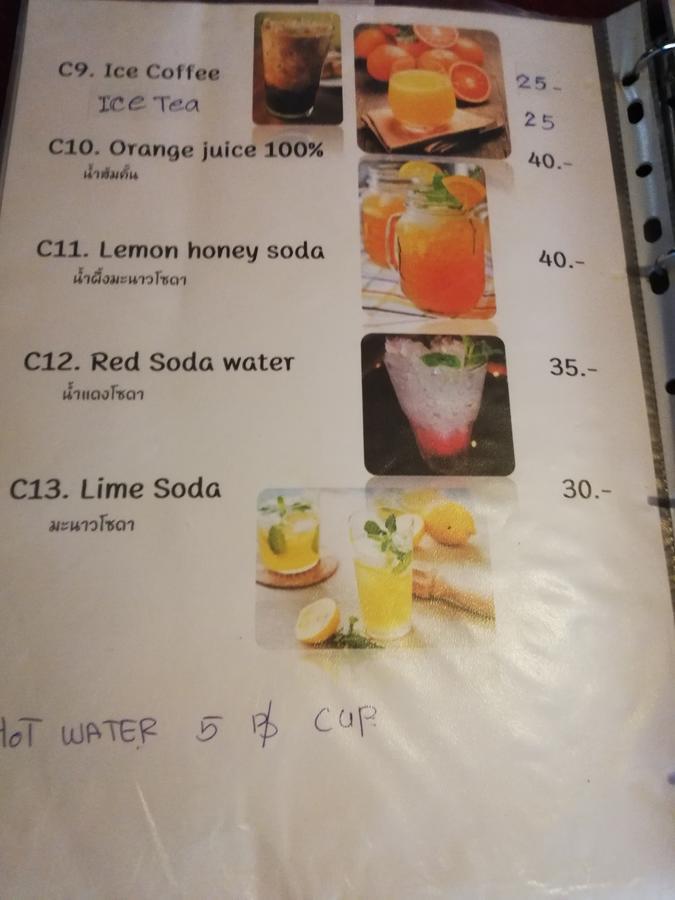 C9. Ice Coffee 25-
Ice Tea 25
C10. Orange juice 100% 40.-
น้ำส้มคั้น
C11. Lemon honey soda 40.-
น้ำผึ้งมะนาวโซดา
C12. Red Soda water 35.-
น้ำแดงโซดา
C13. Lime Soda 30.-
มะนาวโซดา
HOT WATER 5 ฿ CUP